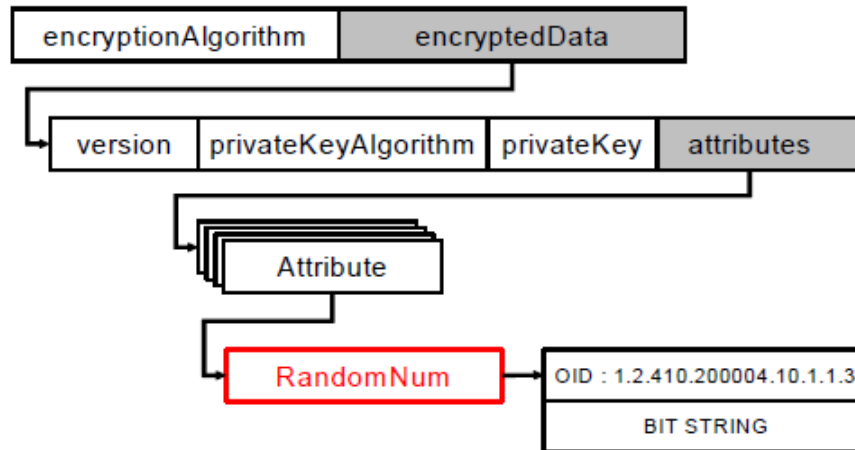 encryptionAlgorithm encryptedData
version privateKeyAlgorithm privateKey attributes
Attribute
RandomNum OID : 1.2.410.200004.10.1.1.3
BIT STRING